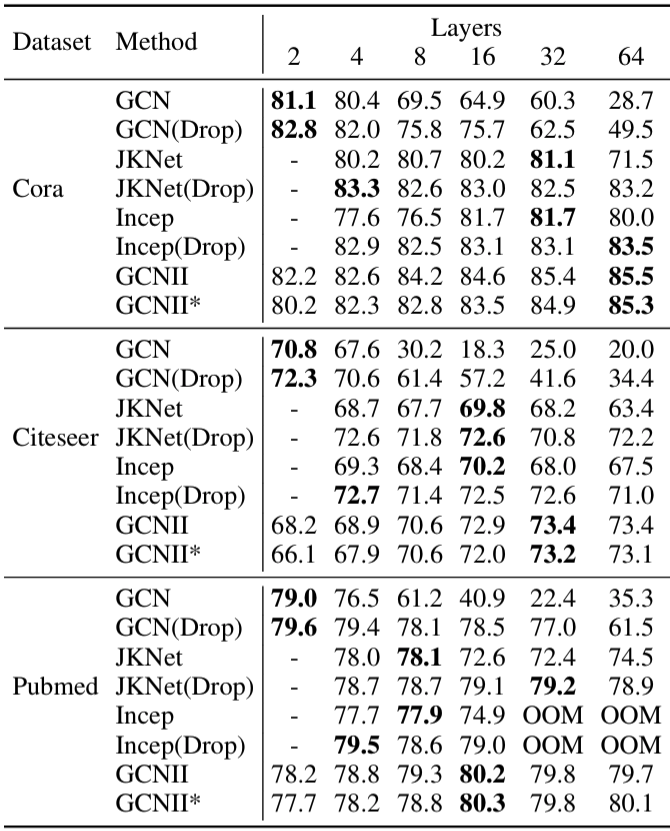 Dataset Method Layers
2 4 8 16 32 64
GCN 81.1 80.4 69.5 64.9 60.3 28.7
GCN(Drop) 82.8 82.0 75.8 75.7 62.5 49.5
JKNet - 80.2 80.7 80.2 81.1 71.5
Cora JKNet(Drop) - 83.3 82.6 83.0 82.5 83.2
Incep - 77.6 76.5 81.7 81.7 80.0
Incep(Drop) - 82.9 82.5 83.1 83.1 83.5
GCNII 82.2 82.6 84.2 84.6 85.4 85.5
GCNII* 80.2 82.3 82.8 83.5 84.9 85.3
GCN 70.8 67.6 30.2 18.3 25.0 20.0
GCN(Drop) 72.3 70.6 61.4 57.2 41.6 34.4
JKNet - 68.7 67.7 69.8 68.2 63.4
Citeseer JKNet(Drop) - 72.6 71.8 72.6 70.8 72.2
Incep - 69.3 68.4 70.2 68.0 67.5
Incep(Drop) - 72.7 71.4 72.5 72.6 71.0
GCNII 68.2 68.9 70.6 72.9 73.4 73.4
GCNII* 66.1 67.9 70.6 72.0 73.2 73.1
GCN 79.0 76.5 61.2 40.9 22.4 35.3
GCN(Drop) 79.6 79.4 78.1 78.5 77.0 61.5
JKNet - 78.0 78.1 72.6 72.4 74.5
Pubmed JKNet(Drop) - 78.7 78.7 79.1 79.2 78.9
Incep - 77.7 77.9 74.9 OOM OOM
Incep(Drop) - 79.5 78.6 79.0 OOM OOM
GCNII 78.2 78.8 79.3 80.2 79.8 79.7
GCNII* 77.7 78.2 78.8 80.3 79.8 80.1